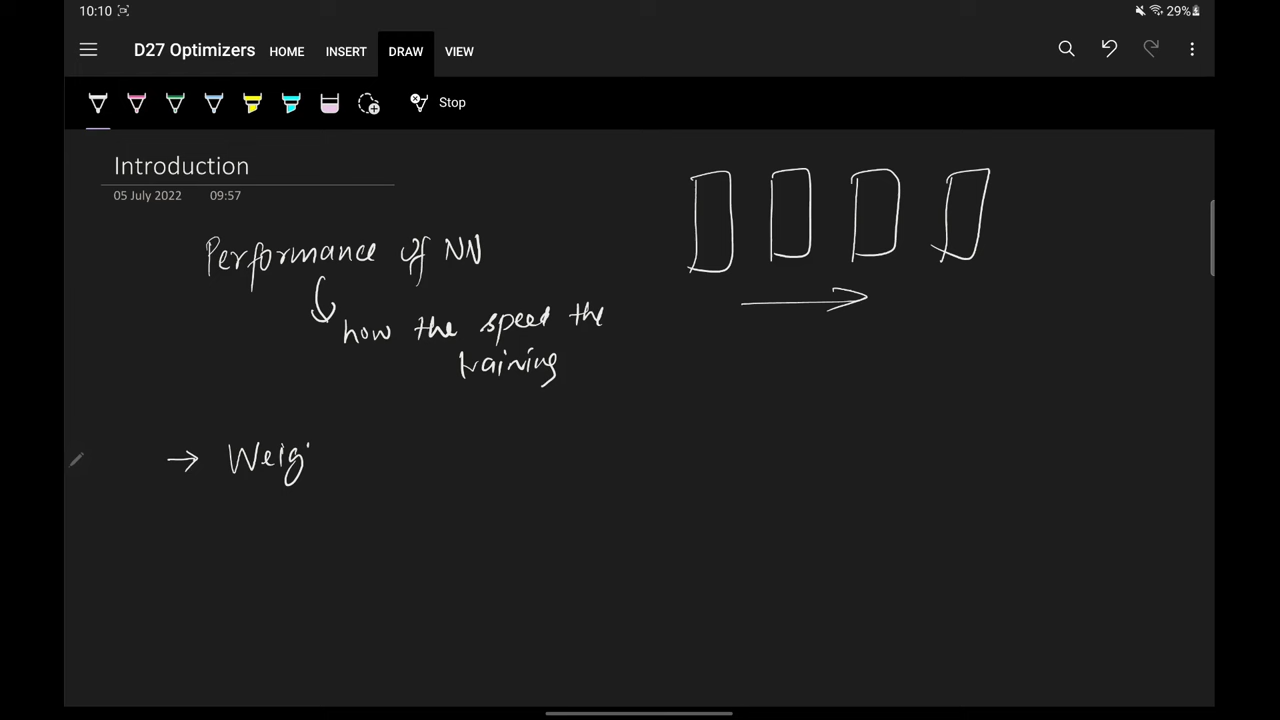 10:10
29%
D27 Optimizers HOME INSERT DRAW VIEW
Stop
Introduction
05 July 2022 09:57
Performance of NN
how the speed the
training
→ Weig